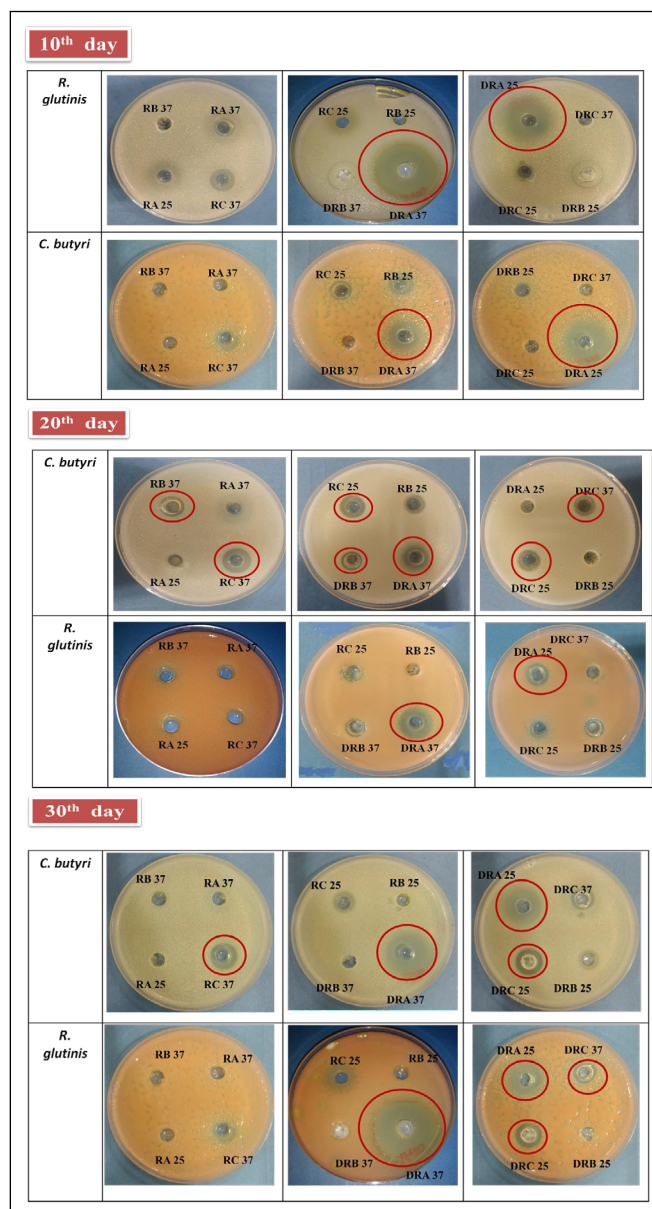 10th day
R.
glutinis
RB 37
RA 37
RA 25
RC 37
RC 25
RB 25
DRB 37
DRA 37
DRA 25
DRC 37
DRC 25
DRB 25
C. butyri
RB 37
RA 37
RA 25
RC 37
RC 25
RB 25
DRB 37
DRA 37
DRB 25
DRC 37
DRC 25
DRA 25
20th day
C. butyri
RB 37
RA 37
RA 25
RC 37
RC 25
RB 25
DRB 37
DRA 37
DRA 25
DRC 37
DRC 25
DRB 25
R.
glutinis
RB 37
RA 37
RA 25
RC 37
RC 25
RB 25
DRB 37
DRA 37
DRC 37
DRA 25
DRC 25
DRB 25
30th day
C. butyri
RB 37
RA 37
RA 25
RC 37
RC 25
RB 25
DRB 37
DRA 37
DRA 25
DRC 37
DRC 25
DRB 25
R.
glutinis
RB 37
RA 37
RA 25
RC 37
RC 25
RB 25
DRB 37
DRA 37
DRA 25
DRC 37
DRC 25
DRB 25